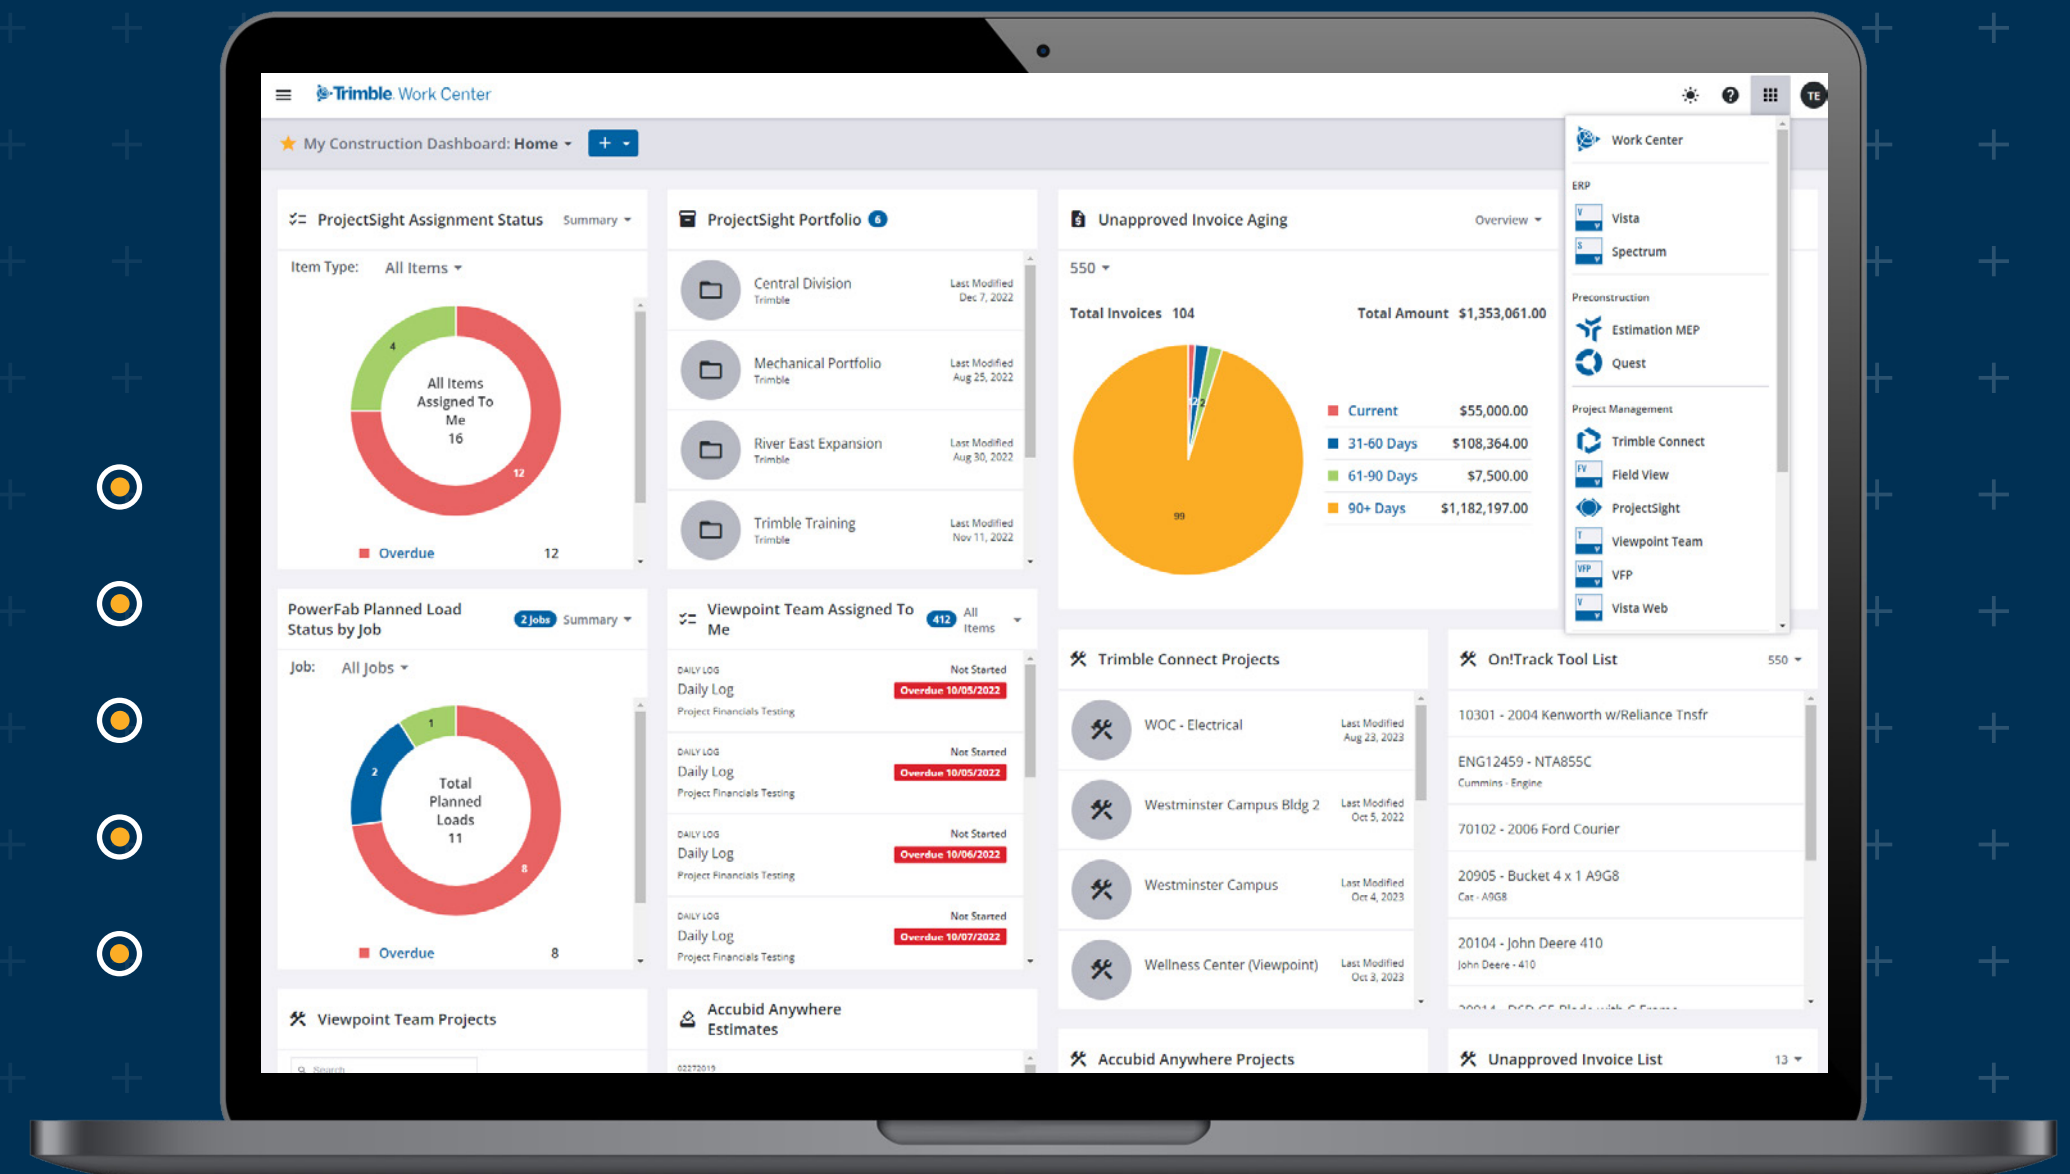 Trimble. Work Center
TE
My Construction Dashboard: Home
ProjectSight Assignment Status Summary
Item Type: All Items
4
All Items
Assigned To
Me
16
12
Overdue 12
ProjectSight Portfolio 6
Central Division
Trimble
Last Modified
Dec 7, 2022
Mechanical Portfolio
Trimble
Last Modified
Aug 25, 2022
River East Expansion
Trimble
Last Modified
Aug 30, 2022
Trimble Training
Trimble
Last Modified
Nov 11, 2022
Unapproved Invoice Aging Overview
550
Total Invoices 104
Total Amount $1,353,061.00
2 2
99
Current $55,000.00
31-60 Days $108,364.00
61-90 Days $7,500.00
90+ Days $1,182,197.00
Work Center
ERP
V
v
Vista
S
v
Spectrum
Preconstruction
Estimation MEP
Quest
Project Management
Trimble Connect
FV
v
Field View
ProjectSight
T
v
Viewpoint Team
VFP
v
VFP
V
v
Vista Web
PowerFab Planned Load
Status by Job
2 Jobs Summary
Job: All Jobs
1
2
Total
Planned
Loads
11
8
Overdue 8
Viewpoint Team Assigned To
Me
412
All
Items
DAILY LOG
Not Started
Daily Log
Overdue 10/05/2022
Project Financials Testing
DAILY LOG
Not Started
Daily Log
Overdue 10/05/2022
Project Financials Testing
DAILY LOG
Not Started
Daily Log
Overdue 10/06/2022
Project Financials Testing
DAILY LOG
Not Started
Daily Log
Overdue 10/07/2022
Project Financials Testing
Trimble Connect Projects
WOC - Electrical
Last Modified
Aug 23, 2023
Westminster Campus Bldg 2
Last Modified
Oct 5, 2022
Westminster Campus
Last Modified
Oct 4, 2023
Wellness Center (Viewpoint)
Last Modified
Oct 3, 2023
On!Track Tool List 550
10301 - 2004 Kenworth w/Reliance Tnsfr
ENG12459 - NTA855C
Cummins - Engine
70102 - 2006 Ford Courier
20905 - Bucket 4 x 1 A9G8
Cat - A9G8
20104 - John Deere 410
John Deere - 410
Viewpoint Team Projects
Search
Accubid Anywhere
Estimates
02272019
Accubid Anywhere Projects
Unapproved Invoice List 13